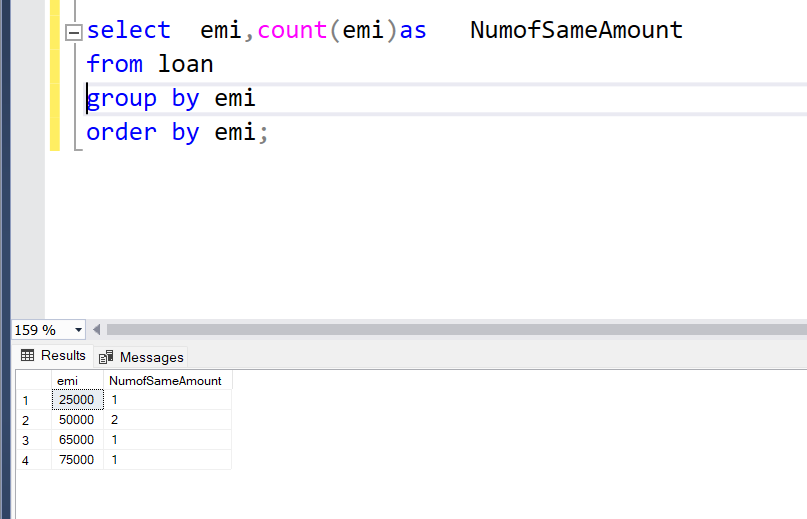 select  emi,count(emi)as   NumofSameAmount
from loan
group by emi
order by emi;
159 %
Results Messages
emi NumofSameAmount
1 25000 1
2 50000 2
3 65000 1
4 75000 1